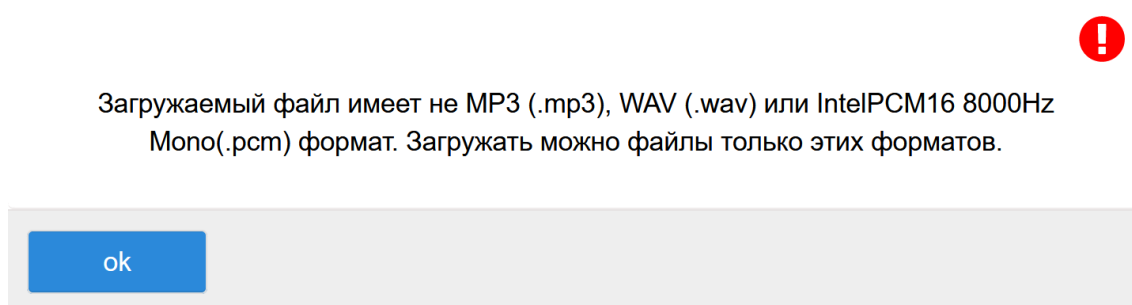 Загружаемый файл имеет не MP3 (.mp3), WAV (.wav) или IntelPCM16 8000Hz
Mono(.pcm) формат. Загружать можно файлы только этих форматов.
ok